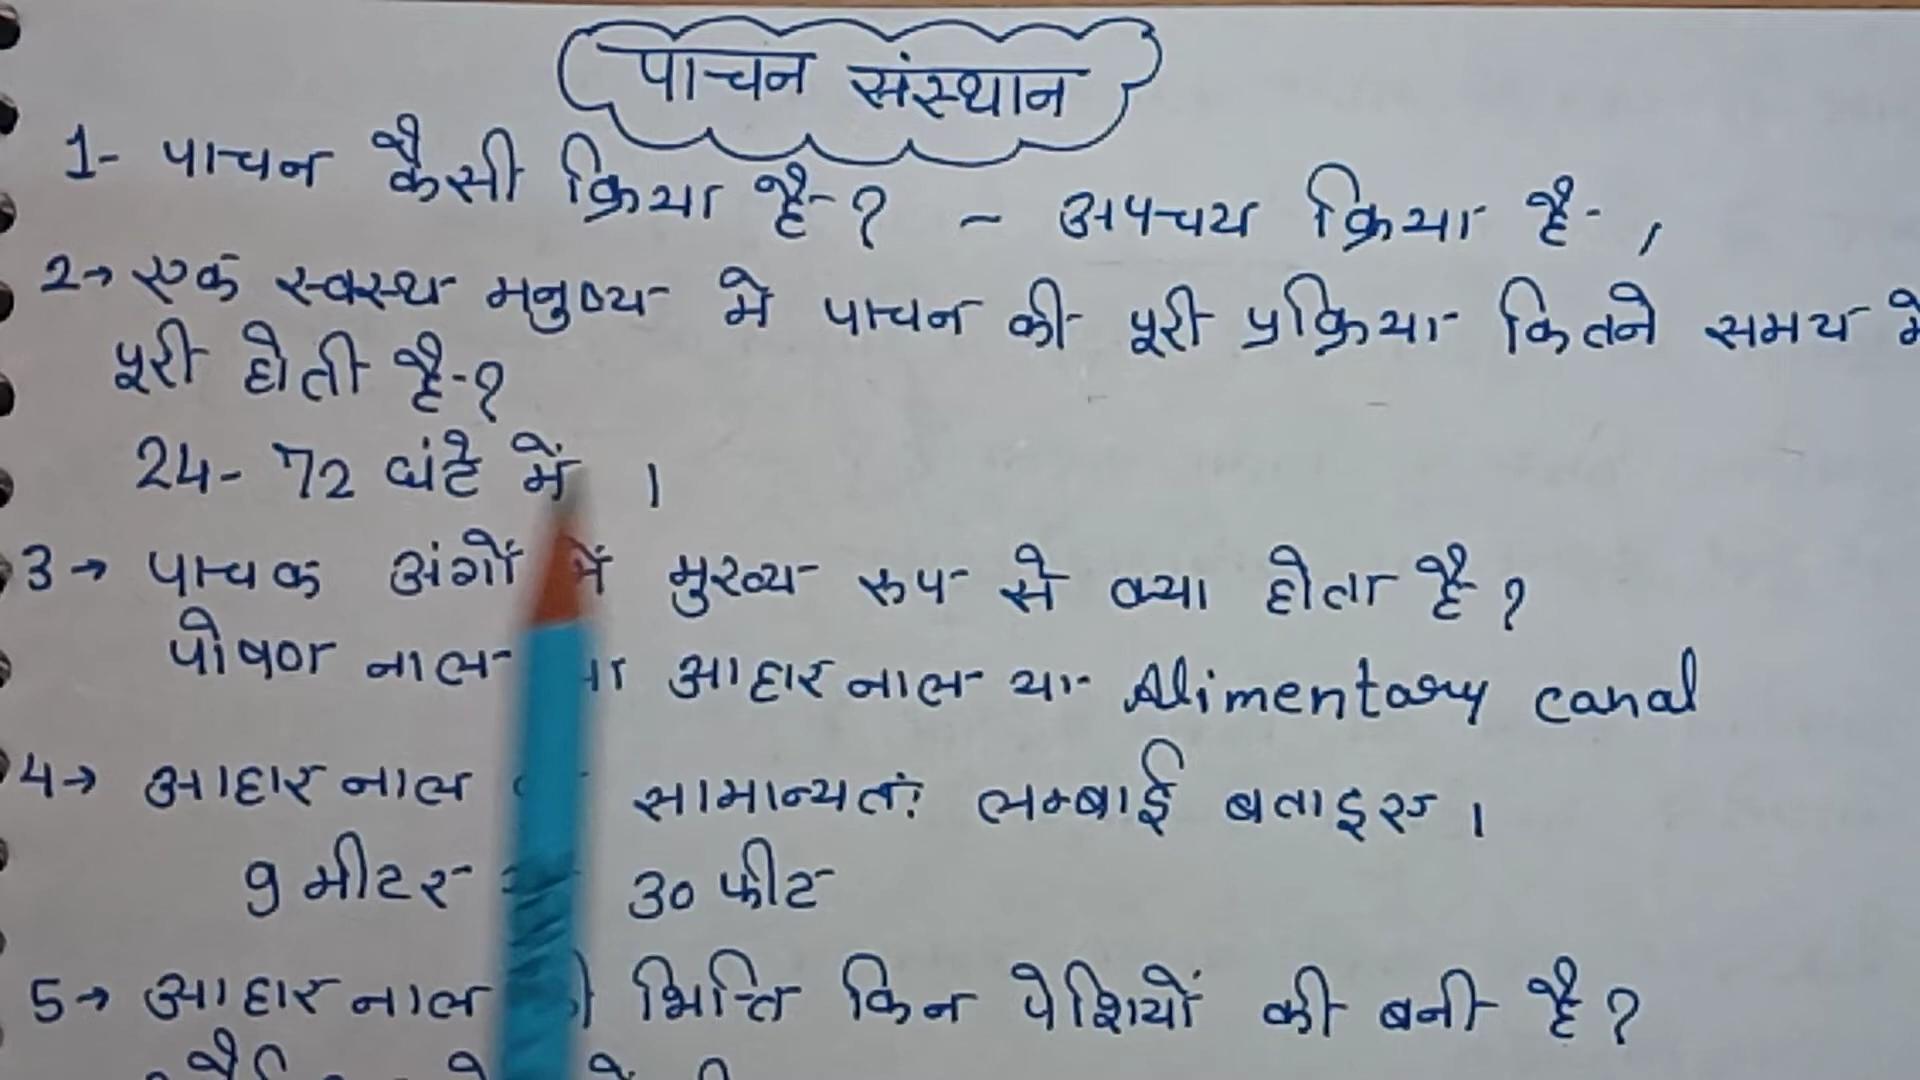 पाचन संस्थान
1- पाचन कैसी क्रिया है-? - अपचय क्रिया है- ,
2→ एक स्वस्थ मनुष्य मे पाचन की पूरी प्रक्रिया कितने समय मे
पूरी होती है-?
24- 72 घंटे में ।
3→ पाचक अंगों में मुख्य रूप से क्या होता है?
पोषण नाल या आहार नाल या Alimentary canal
4→ आहार नाल सामान्यतः लम्बाई बताइए ।
9 मीटर 30 फीट
5→ आहार नाल की भित्ति किन पेशियों की बनी है?